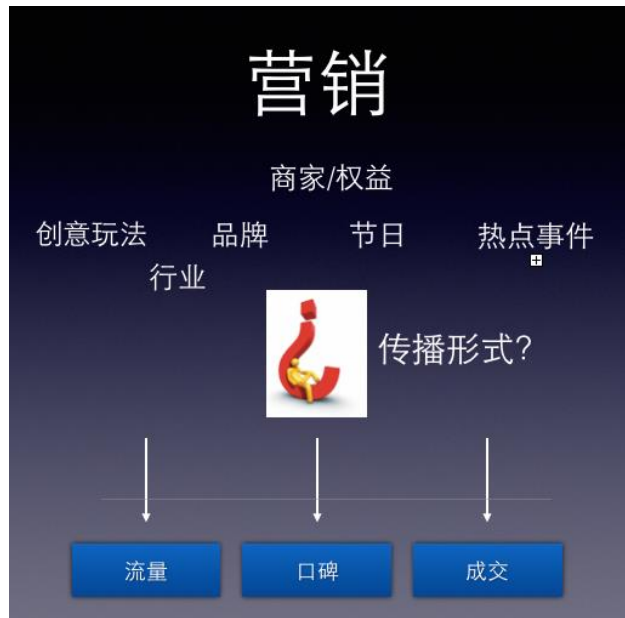 营销
商家/权益
创意玩法 品牌 节日 热点事件
行业
传播形式?
流量 口碑 成交